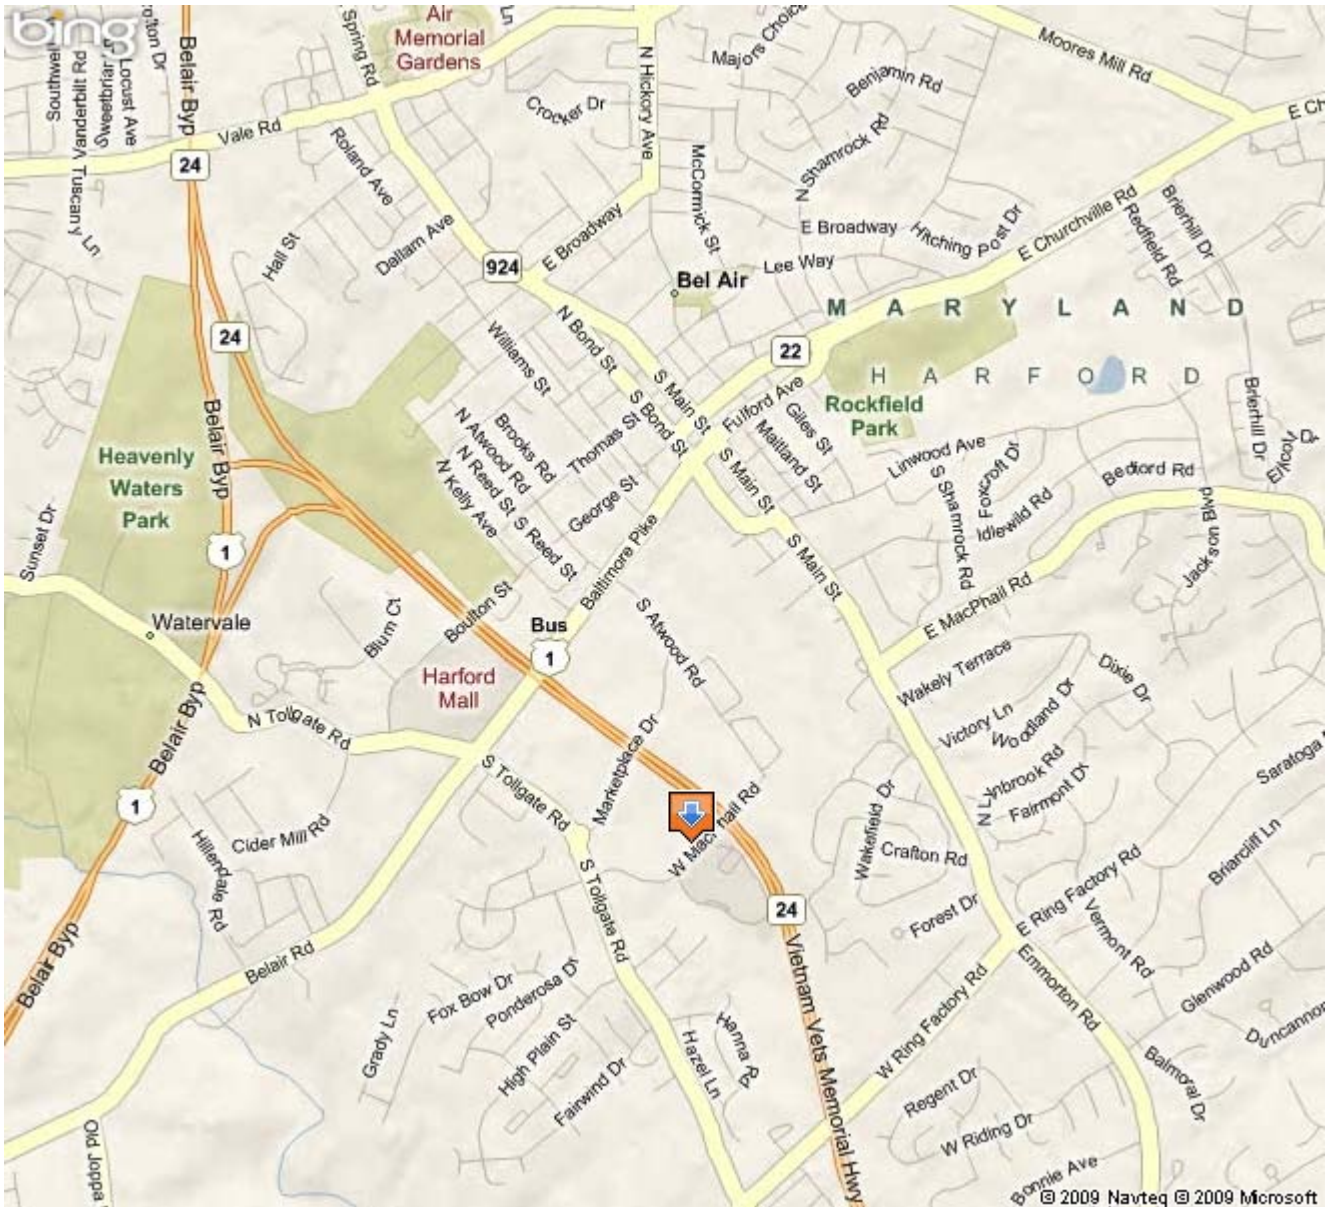 bing
Air
Memorial
Gardens
Ln
Spring Rd
Belair Byp
Locust Ave
Vanderbilt Rd
Tuscany Ln
N Hickory Ave
Majors Choice
Moores Mill Rd
Benjamin Rd
E Ch
Crocker Dr
Vale Rd
Roland Ave
24
N Shamrock Rd
McCormick St
E Broadway
E Broadway
Hitching Post Dr
E Churchville Rd
Redfield Rd
Brierhill Dr
Hall St
Dallam Ave
924
Lee Way
Bel Air
MARYLAND
24
N Bond St
Williams St
S Main St
22
HARFORD
Rockfield
Park
Fulford Ave
Giles St
Maitland St
S Bond St
Thomas St
Brooks Rd
N Atwood Rd
N Reed St
N Kelly Ave
George St
S Reed St
Belair Byp
Heavenly
Waters
Park
Sunset Dr
1
Linwood Ave
S Shamrock Rd
Foxcroft Dr
Idlewild Rd
Bedford Rd
Brierhill Dr
Jackson Blvd
S Main St
S Main St
Baltimore Pike
E MacPhail Rd
Watervale
Blum Ct
Boulton St
Bus
1
S Atwood Rd
Harford
Mall
Wakely Terrace
Dixie Dr
Victory Ln
Woodland Dr
N Tollgate Rd
Belair Byp
1
Marketplace Dr
S Tollgate Rd
W MacPhail Rd
N Lynbrook Rd
Fairmont Dr
Saratoga
Cider Mill Rd
Hillendale Rd
Wakefield Dr
Crafton Rd
Briarcliff Ln
24
Forest Dr
E Ring Factory Rd
Vermont Rd
S Tollgate Rd
Belair Byp
Belair Rd
Fox Bow Dr
Ponderosa Dr
Grady Ln
High Plain St
Fairwind Dr
Hazel Ln
Hanna Rd
Vietnam Vets Memorial Hwy
W Ring Factory Rd
Emmorton Rd
Glenwood Rd
Duncannon
Balmoral Dr
Regent Dr
W Riding Dr
Bonnie Ave
Old Joppa
© 2009 Navteq © 2009 Microsoft